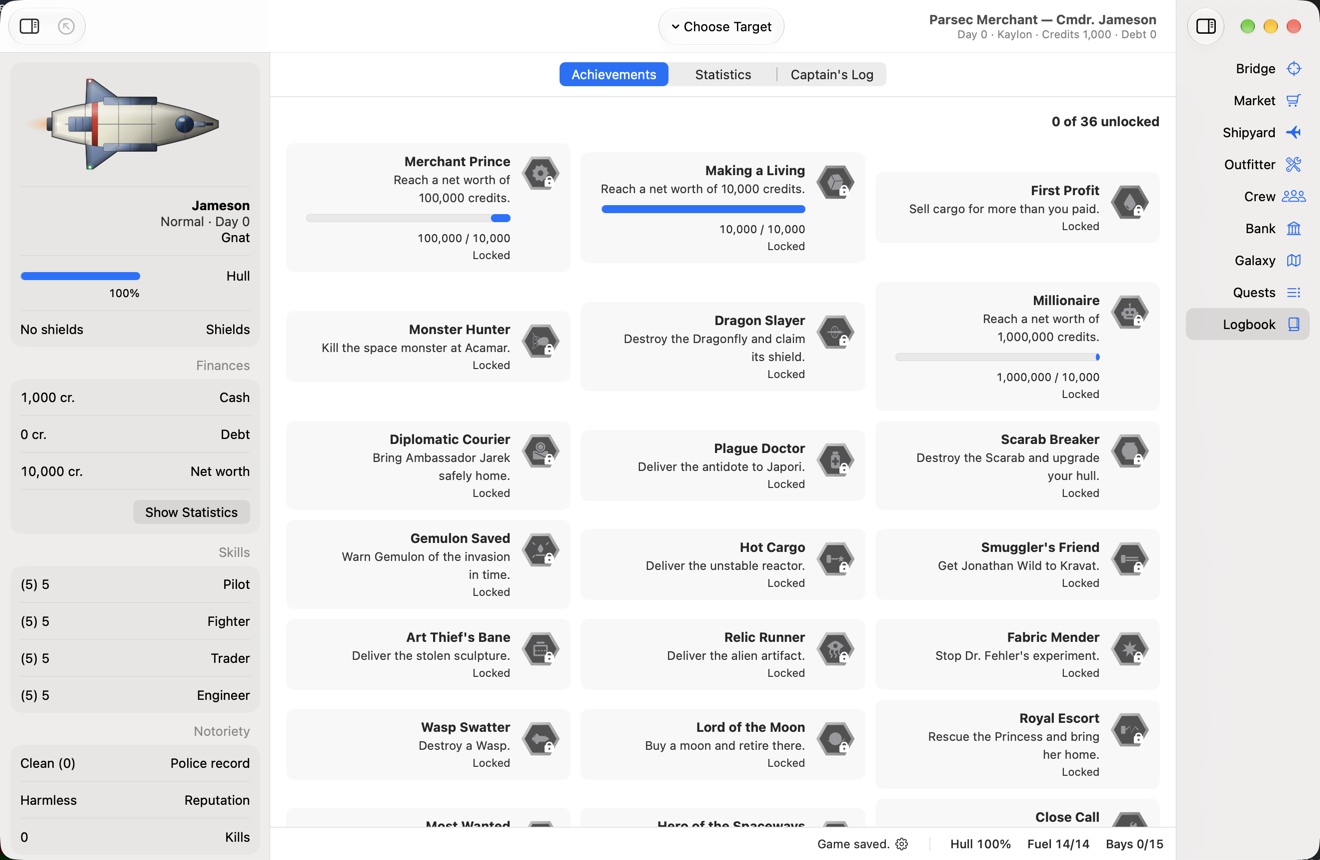 Choose Target
Parsec Merchant — Cmdr. Jameson
Day 0 · Kaylon · Credits 1,000 · Debt 0
Bridge
Market
Shipyard
Outfitter
Crew
Bank
Galaxy
Quests
Logbook
Achievements
Statistics
Captain's Log
0 of 36 unlocked
First Profit
Sell cargo for more than you paid.
Locked
Making a Living
Reach a net worth of 10,000 credits.
10,000 / 10,000
Locked
Merchant Prince
Reach a net worth of
100,000 credits.
100,000 / 10,000
Locked
Millionaire
Reach a net worth of
1,000,000 credits.
1,000,000 / 10,000
Locked
Dragon Slayer
Destroy the Dragonfly and claim
its shield.
Locked
Monster Hunter
Kill the space monster at Acamar.
Locked
Scarab Breaker
Destroy the Scarab and upgrade
your hull.
Locked
Plague Doctor
Deliver the antidote to Japori.
Locked
Diplomatic Courier
Bring Ambassador Jarek
safely home.
Locked
Smuggler's Friend
Get Jonathan Wild to Kravat.
Locked
Hot Cargo
Deliver the unstable reactor.
Locked
Gemulon Saved
Warn Gemulon of the invasion
in time.
Locked
Fabric Mender
Stop Dr. Fehler's experiment.
Locked
Relic Runner
Deliver the alien artifact.
Locked
Art Thief's Bane
Deliver the stolen sculpture.
Locked
Royal Escort
Rescue the Princess and bring
her home.
Locked
Lord of the Moon
Buy a moon and retire there.
Locked
Wasp Swatter
Destroy a Wasp.
Locked
Close Call
Hero of the Spaceways
Most Wanted
Jameson
Normal · Day 0
Gnat
Hull
100%
Shields
No shields
Finances
Cash
1,000 cr.
Debt
0 cr.
Net worth
10,000 cr.
Show Statistics
Skills
Pilot
(5) 5
Fighter
(5) 5
Trader
(5) 5
Engineer
(5) 5
Notoriety
Police record
Clean (0)
Reputation
Harmless
Kills
0
Game saved.
Hull 100%
Fuel 14/14
Bays 0/15